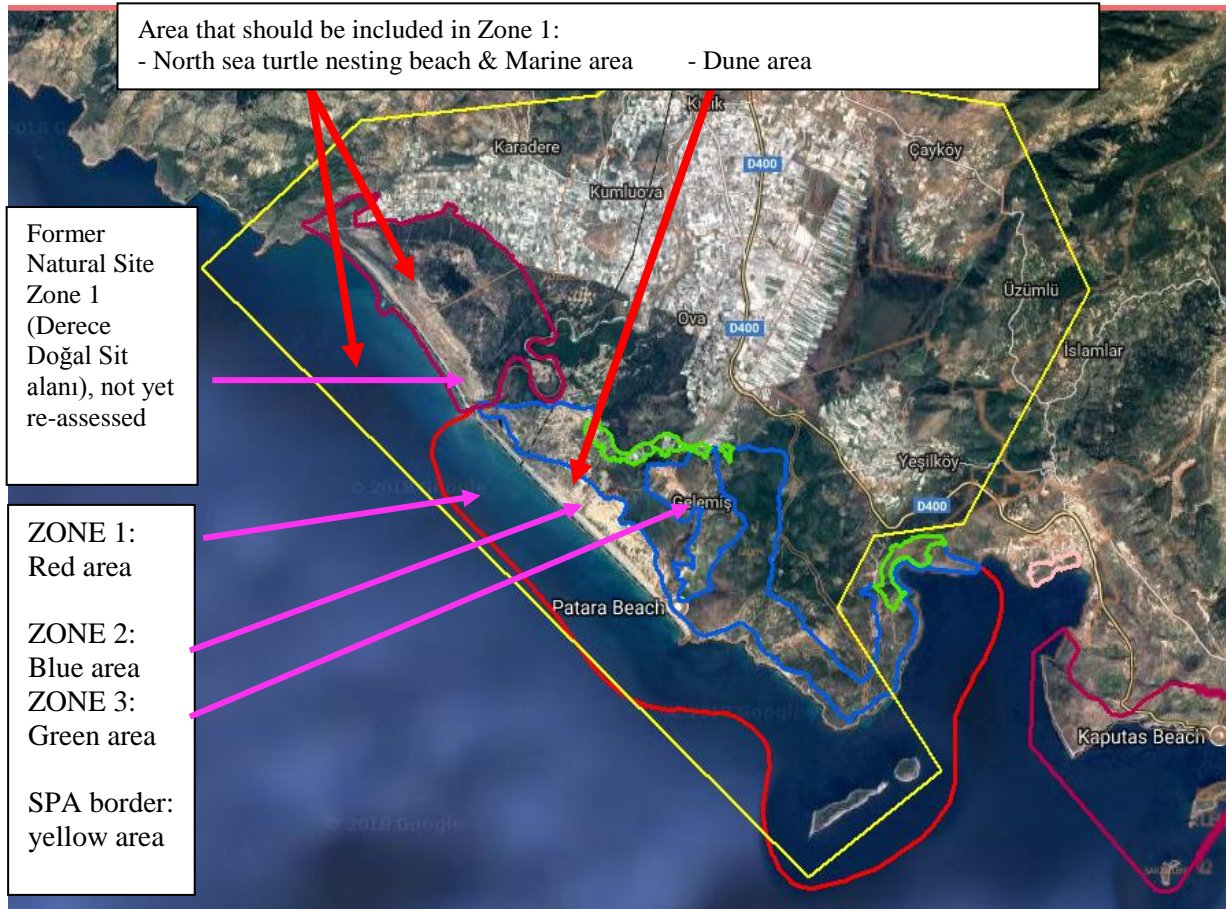 Area that should be included in Zone 1:
- North sea turtle nesting beach & Marine area - Dune area
Kınık
Karadere
Çayköy
D400
Kumluova
Former
Natural Site
Zone 1
(Derece
Doğal Sit
alanı), not yet
re-assessed
Üzümlü
Ova
D400
İslamlar
Yeşilköy
Gelemiş
D400
ZONE 1:
Red area
ZONE 2:
Blue area
ZONE 3:
Green area
SPA border:
yellow area
Patara Beach
Kaputas Beach
© 2018 Google